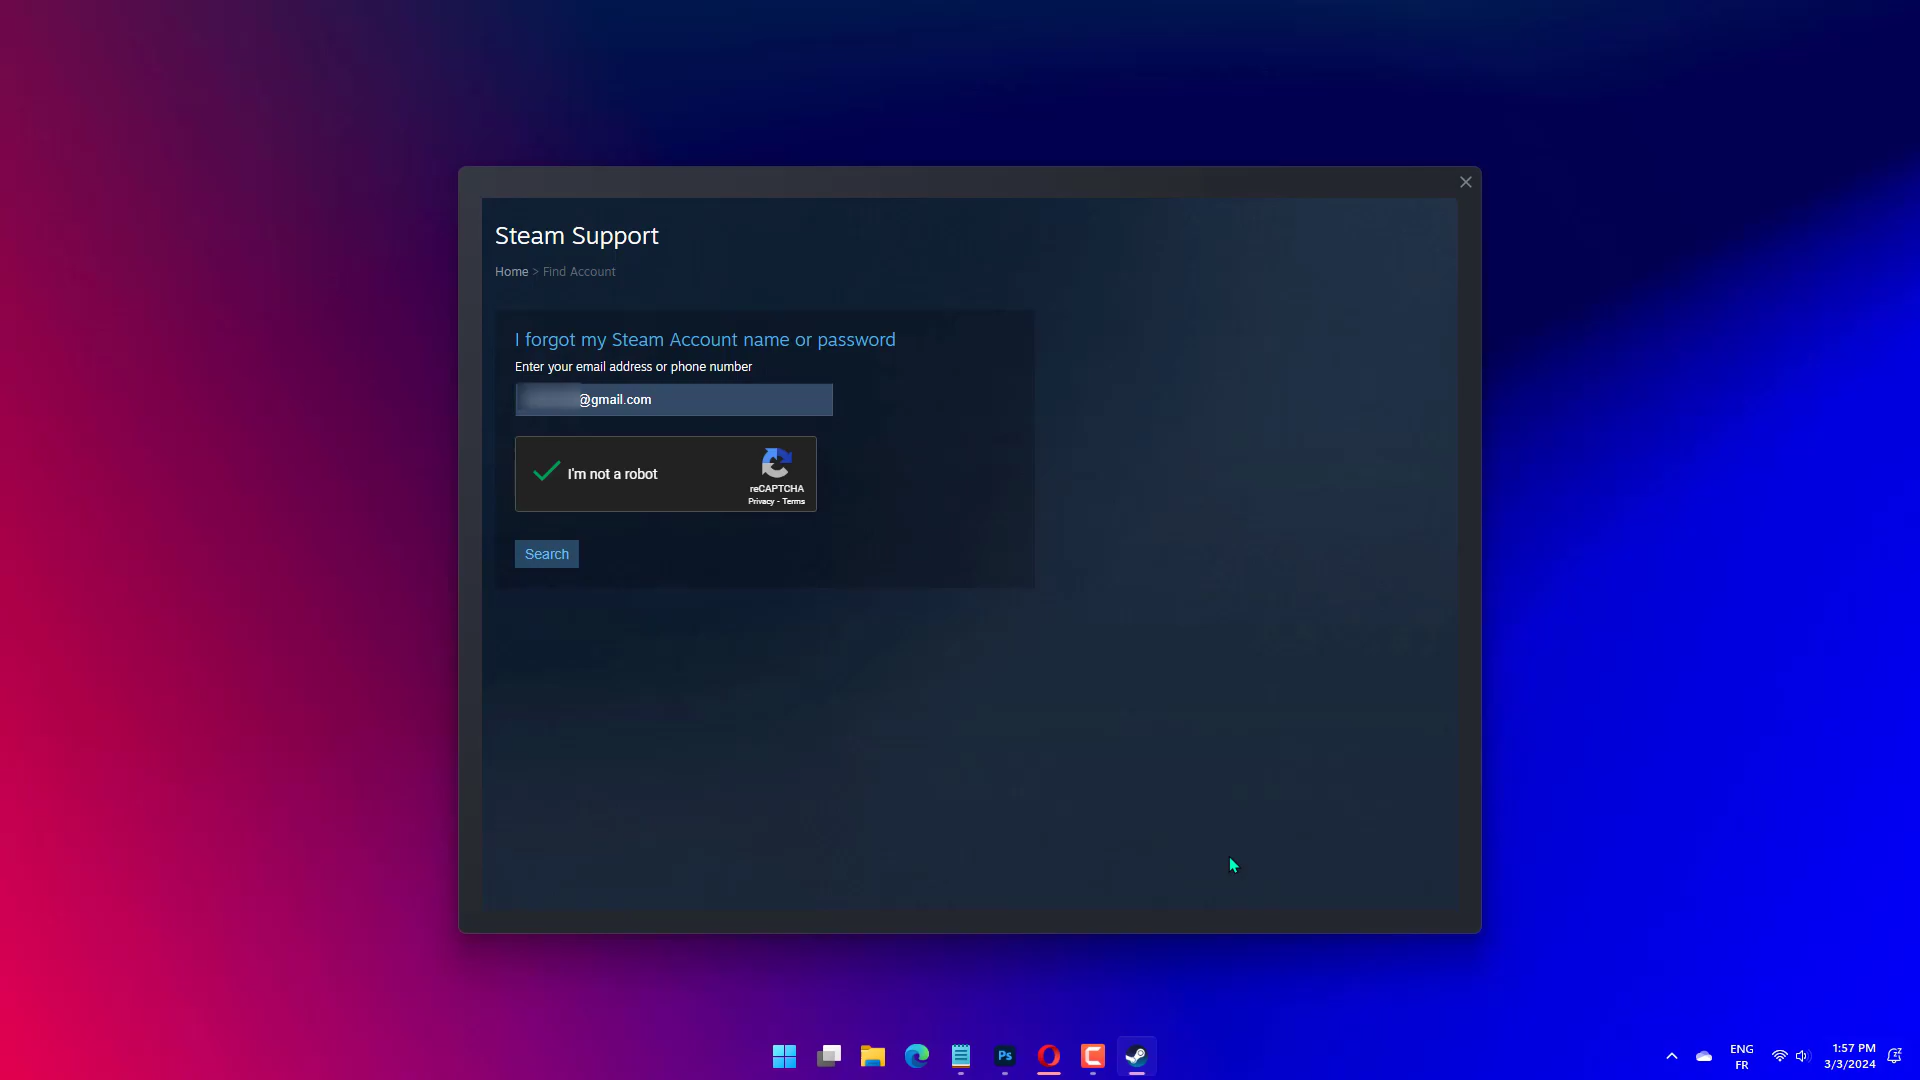 Steam Support
Home > Find Account
I forgot my Steam Account name or password
Enter your email address or phone number
@gmail.com
I'm not a robot
reCAPTCHA
Privacy - Terms
Search
Ps
ENG
FR
1:57 PM
3/3/2024